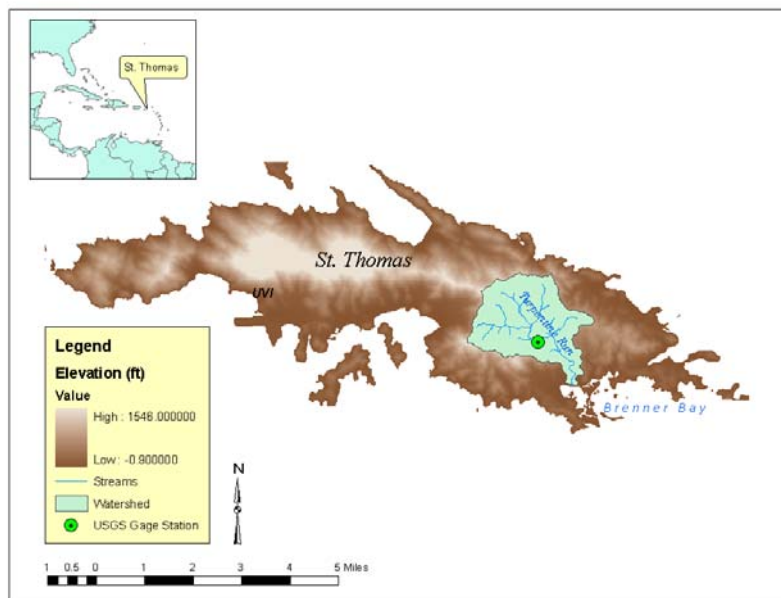 St. Thomas
St. Thomas
UVI
Turpentine Run
Brenner Bay
Legend
Elevation (ft)
Value
High : 1546.000000
Low : -0.900000
Streams
Watershed
USGS Gage Station
N
1 0.5 0 1 2 3 4 5 Miles